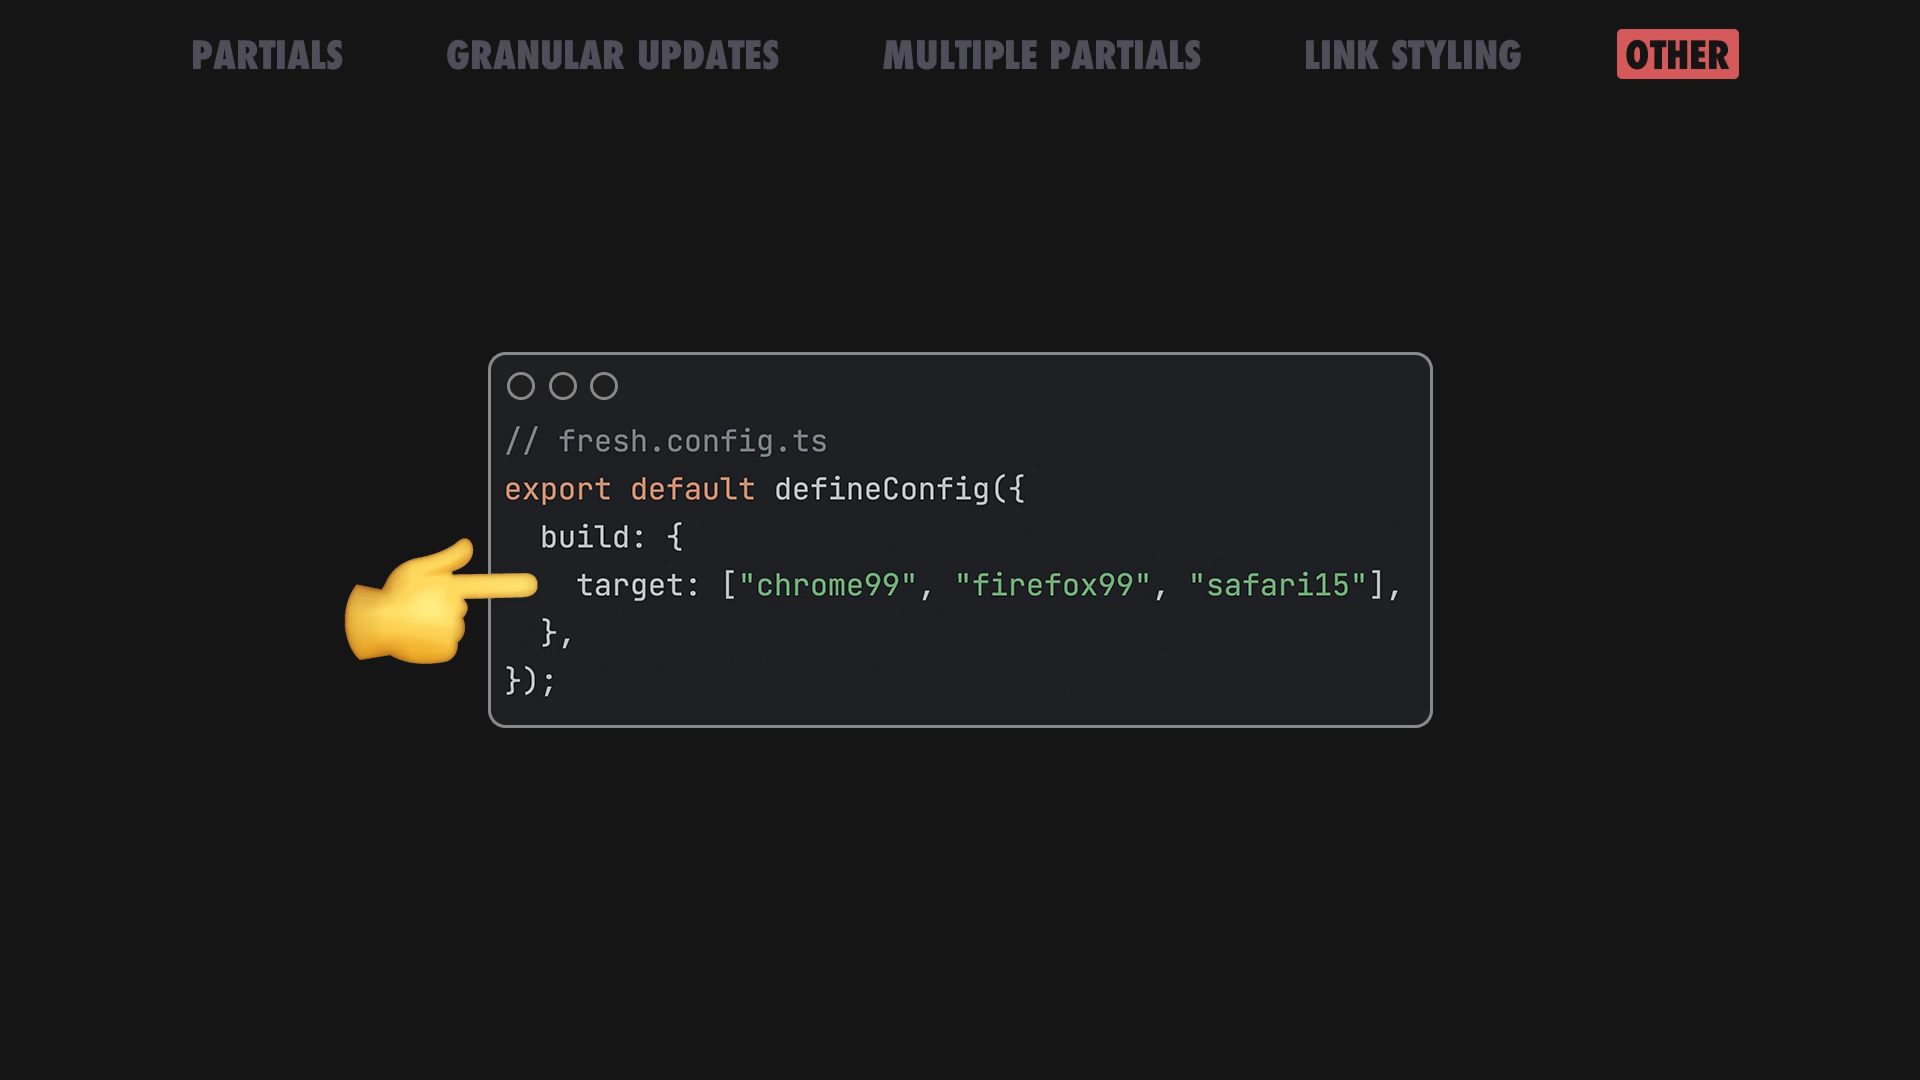 PARTIALS GRANULAR UPDATES MULTIPLE PARTIALS LINK STYLING OTHER
// fresh.config.ts
export default defineConfig({
  build: {
    target: ["chrome99", "firefox99", "safari15"],
  },
});